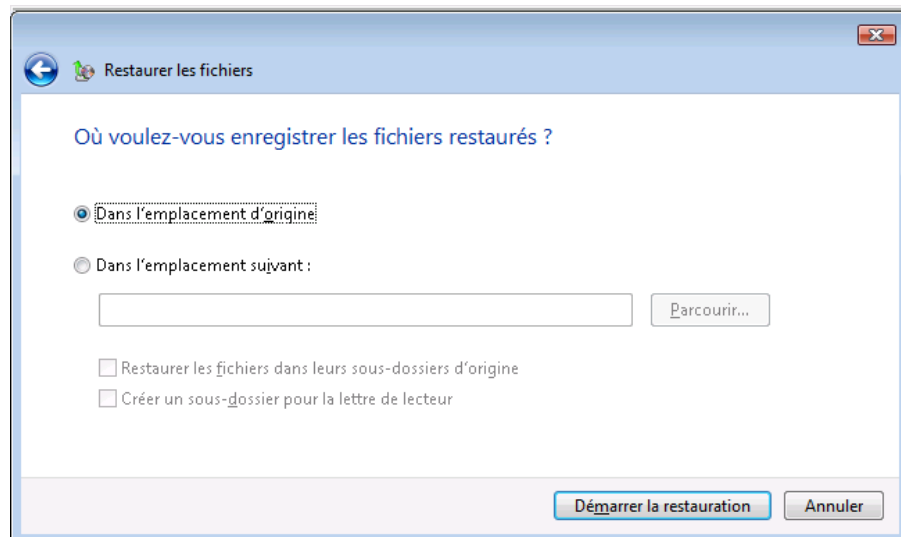 Restaurer les fichiers
Où voulez-vous enregistrer les fichiers restaurés ?
Dans l'emplacement d'origine
Dans l'emplacement suivant :
Parcourir...
Restaurer les fichiers dans leurs sous-dossiers d'origine
Créer un sous-dossier pour la lettre de lecteur
Démarrer la restauration
Annuler